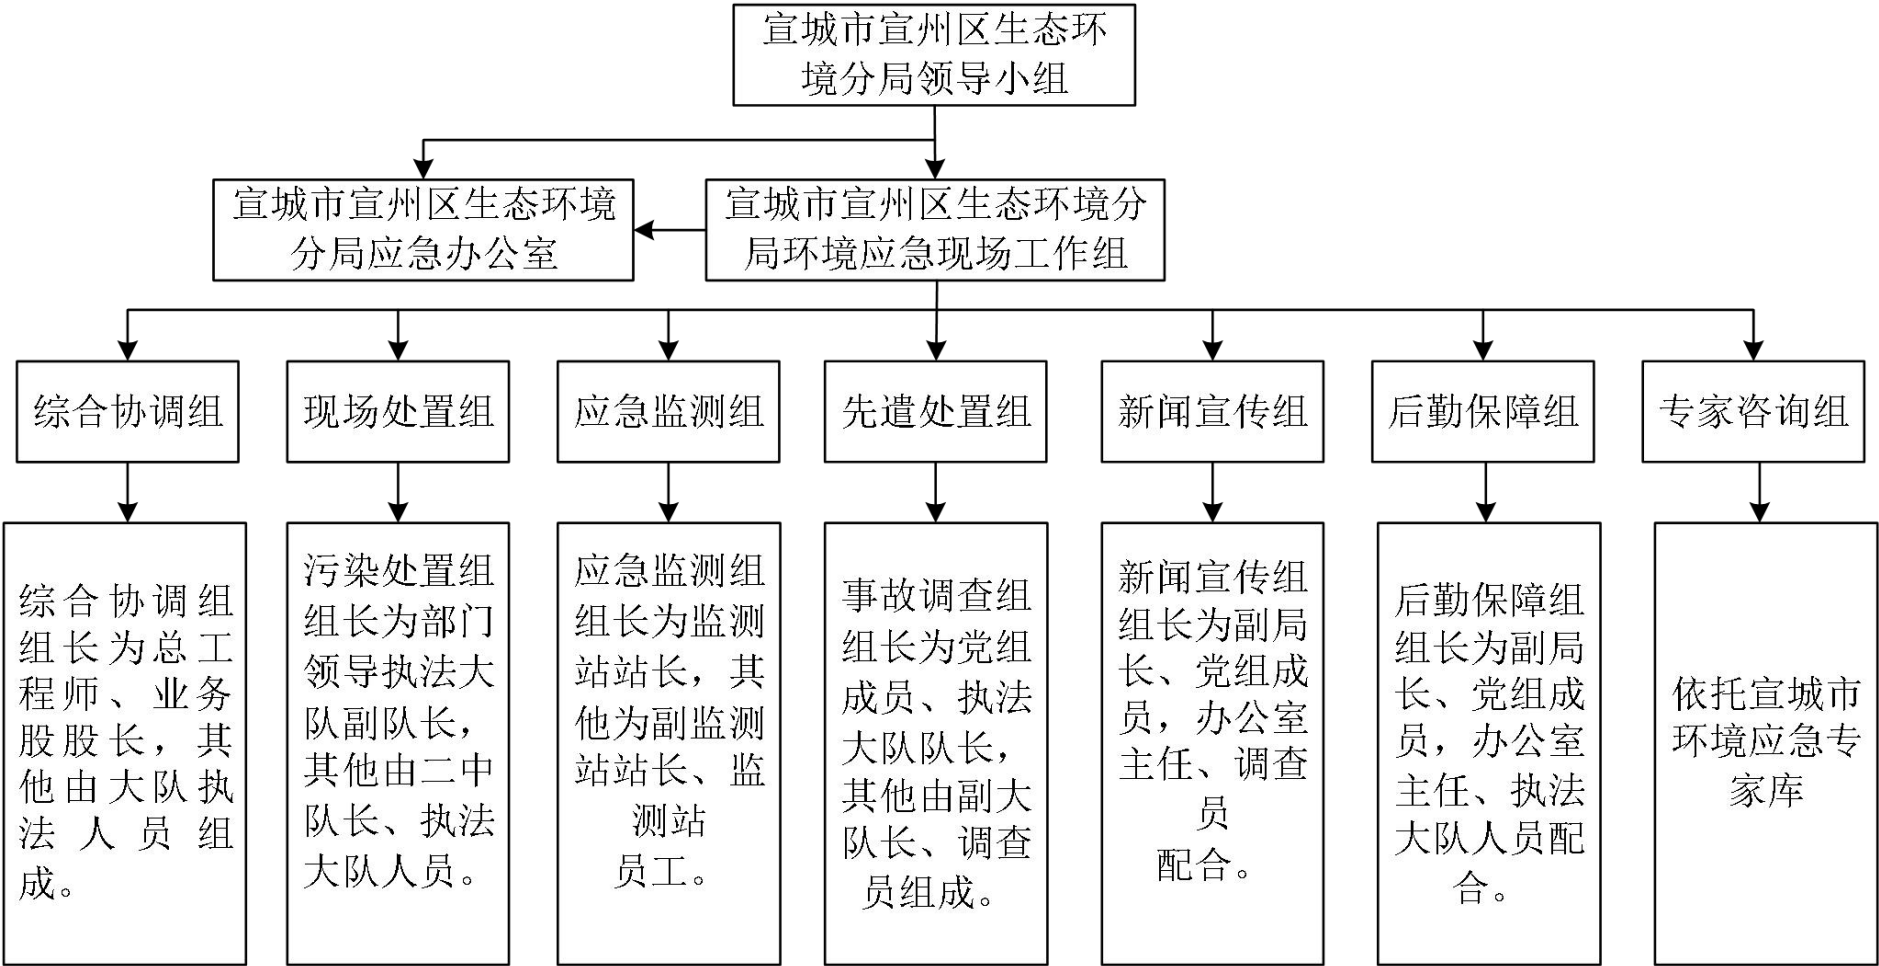 宣城市宣州区生态环
境分局领导小组
宣城市宣州区生态环境
分局应急办公室
宣城市宣州区生态环境分
局环境应急现场工作组
综合协调组
现场处置组
应急监测组
先遣处置组
新闻宣传组
后勤保障组
专家咨询组
综合协调组
组长为总工
程师、业务
股股长，其
他由大队执
法人员组
成。
污染处置组
组长为部门
领导执法大
队副队长，
其他由二中
队长、执法
大队人员。
应急监测组
组长为监测
站站长，其
他为副监测
站站长、监
测站
员工。
事故调查组
组长为党组
成员、执法
大队队长，
其他由副大
队长、调查
员组成。
新闻宣传组
组长为副局
长、党组成
员，办公室
主任、调查
员
配合。
后勤保障组
组长为副局
长、党组成
员，办公室
主任、执法
大队人员配
合。
依托宣城市
环境应急专
家库